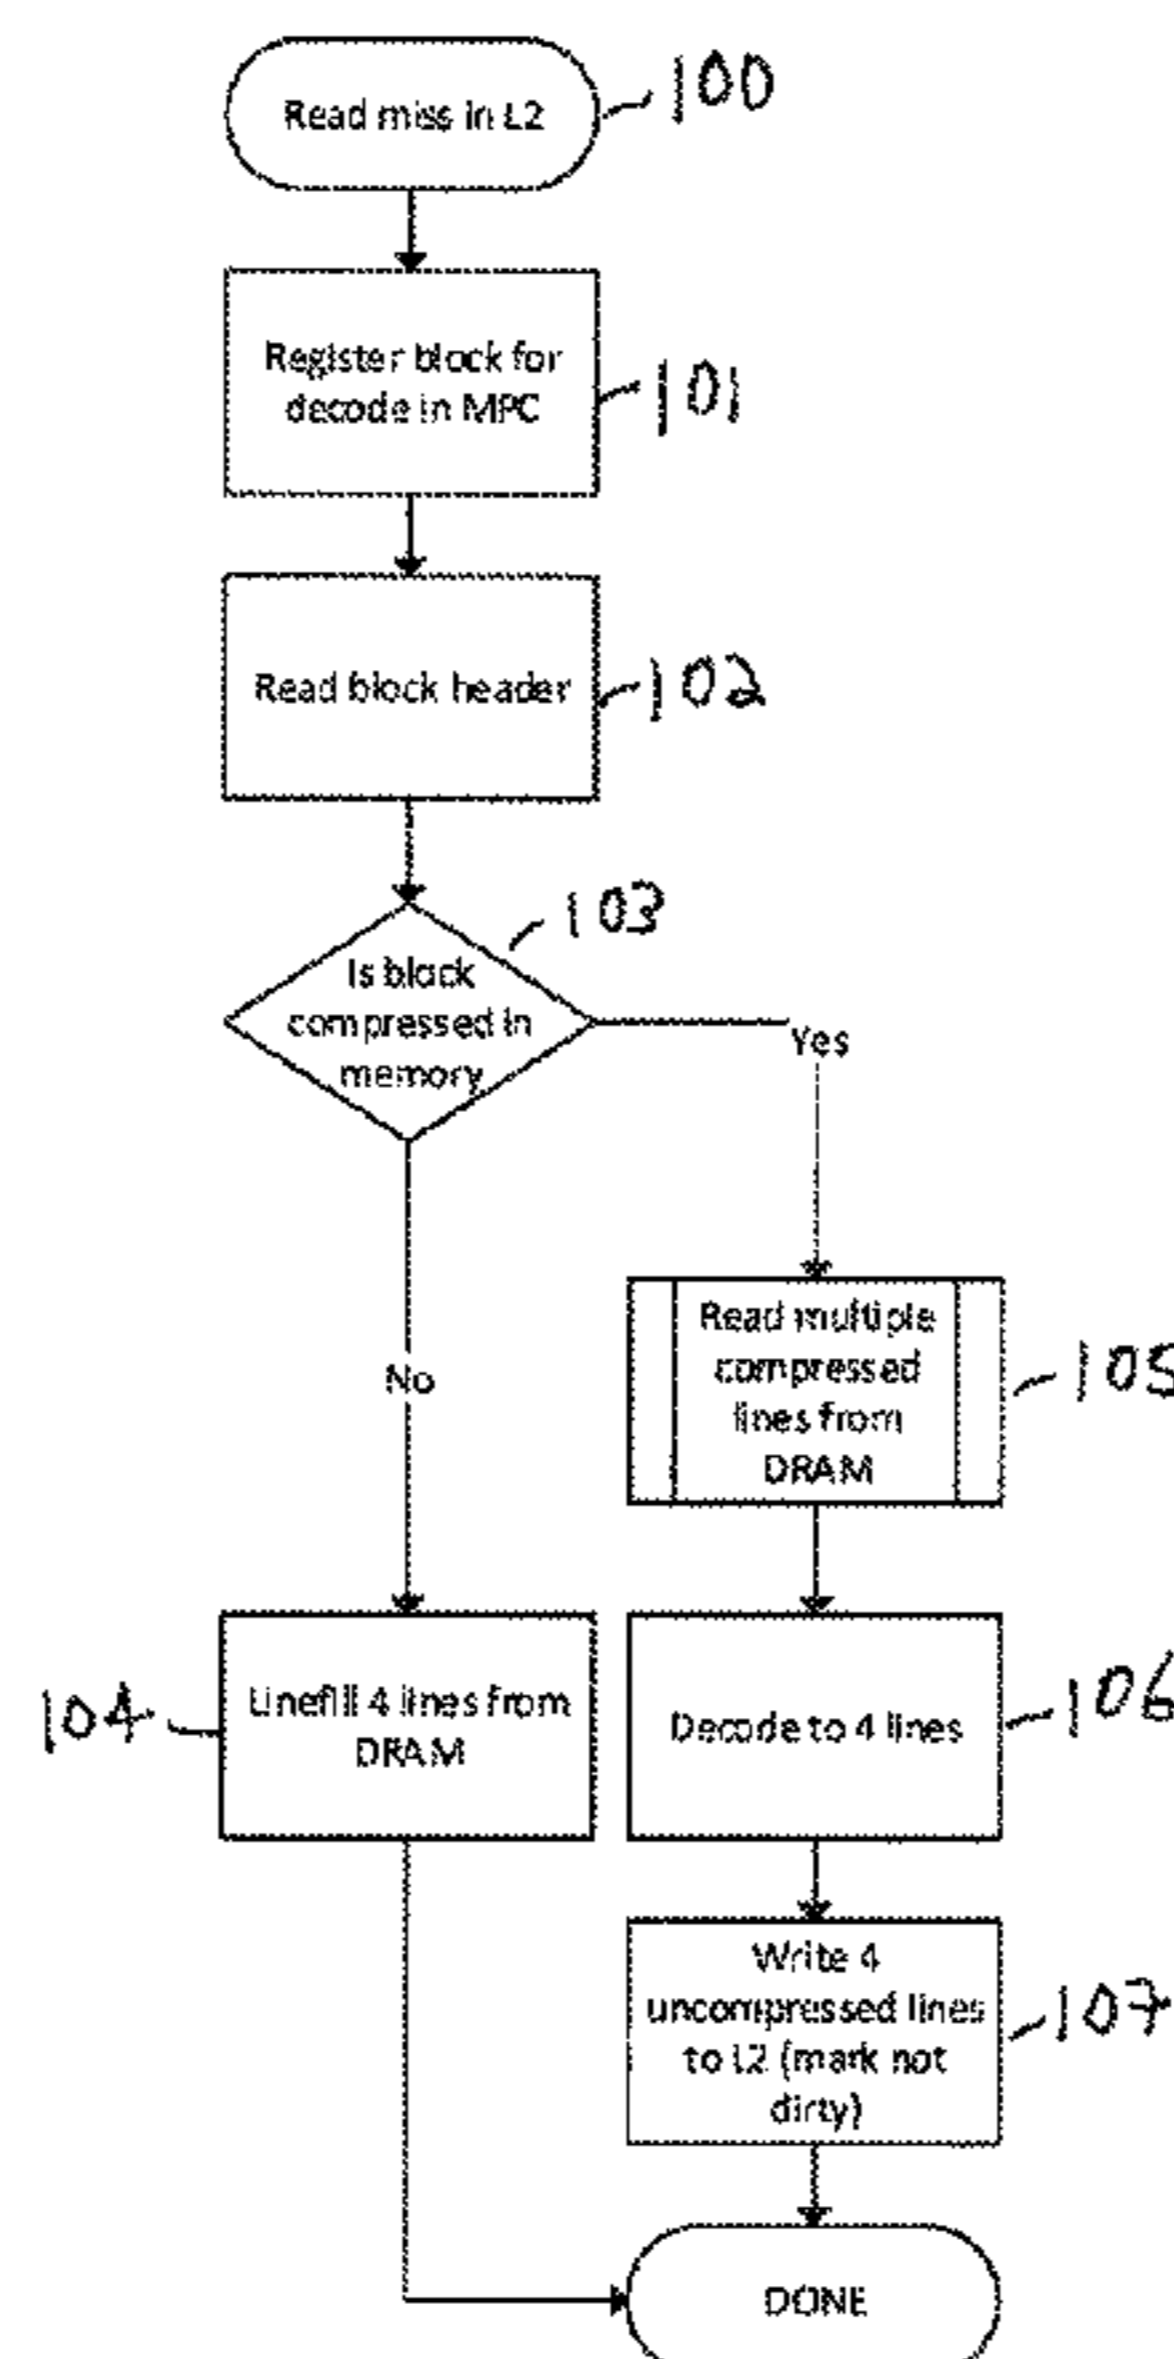 Read miss in L2
100
Register block for
decode in MPC
101
Read block header
102
103
Is block
compressed in
memory
Yes
No
Read multiple
compressed
lines from
DRAM
105
104
Linefill 4 lines from
DRAM
Decode to 4 lines
106
Write 4
uncompressed lines
to L2 (mark not
dirty)
107
DONE